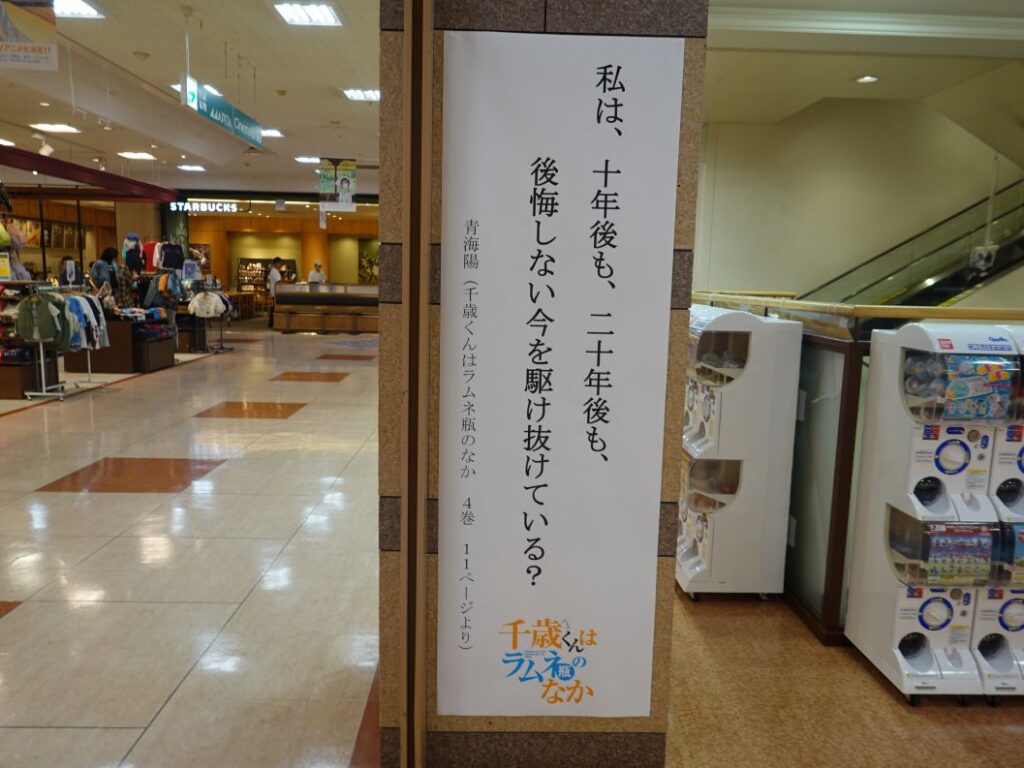 私は、十年後も、二十年後も、
後悔しない今を駆け抜けている?
青海陽(千歳くんはラムネ瓶のなか 4巻 11ページより)
千歳くんは
ラムネ瓶の
なか
STARBUCKS